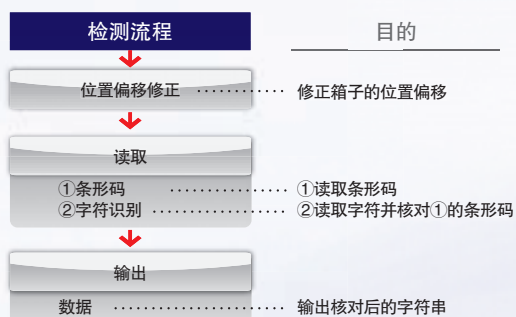 检测流程 目的
位置偏移修正 ………… 修正箱子的位置偏移
读取
①条形码 ……………… ①读取条形码
②字符识别 ……………… ②读取字符并核对①的条形码
输出
数据 …………………… 输出核对后的字符串